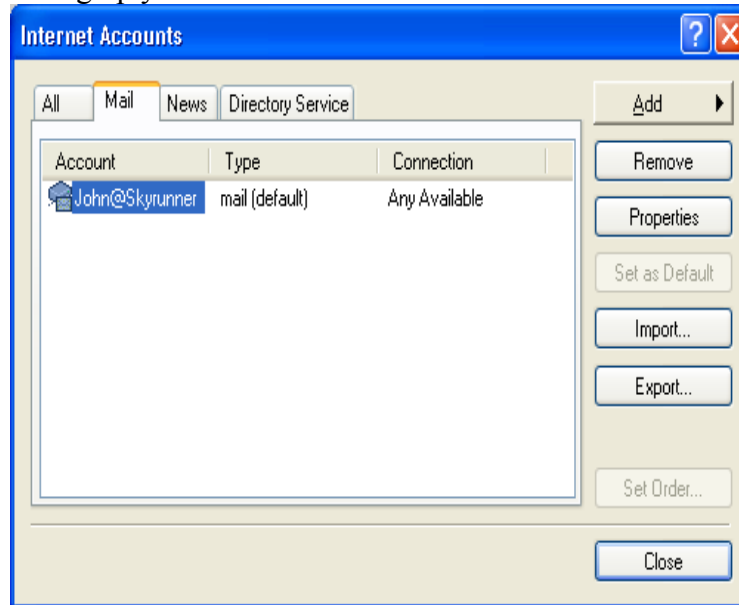 Internet Accounts
All Mail News Directory Service
Add
Account Type Connection
Remove
John@Skyrunner mail (default) Any Available
Properties
Set as Default
Import...
Export...
Set Order...
Close